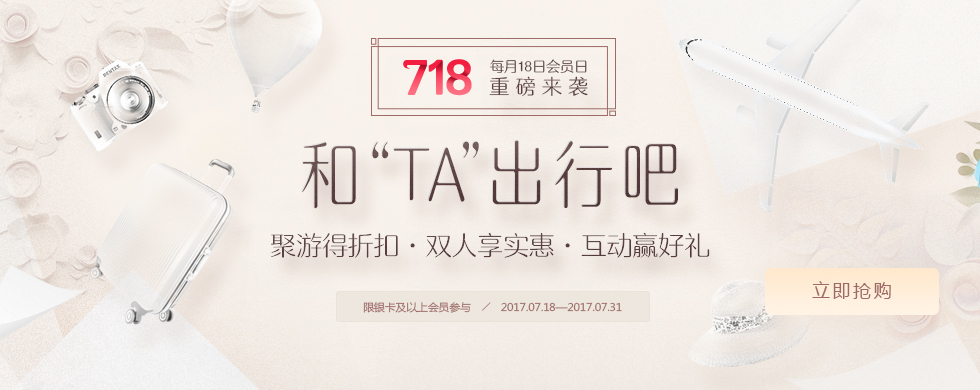 718
每月18日会员日
重磅来袭
和“TA”出行吧
聚游得折扣·双人享实惠·互动赢好礼
限银卡及以上会员参与 / 2017.07.18—2017.07.31
立即抢购
PENTAX